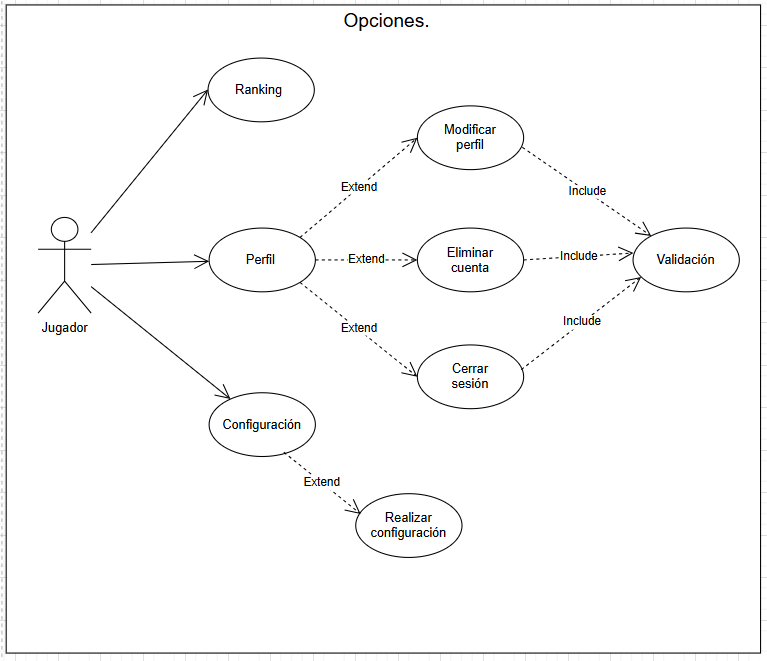 Opciones.
Ranking
Modificar
perfil
Extend
Include
Perfil
Extend
Eliminar
cuenta
Include
Validación
Jugador
Extend
Include
Cerrar
sesión
Configuración
Extend
Realizar
configuración